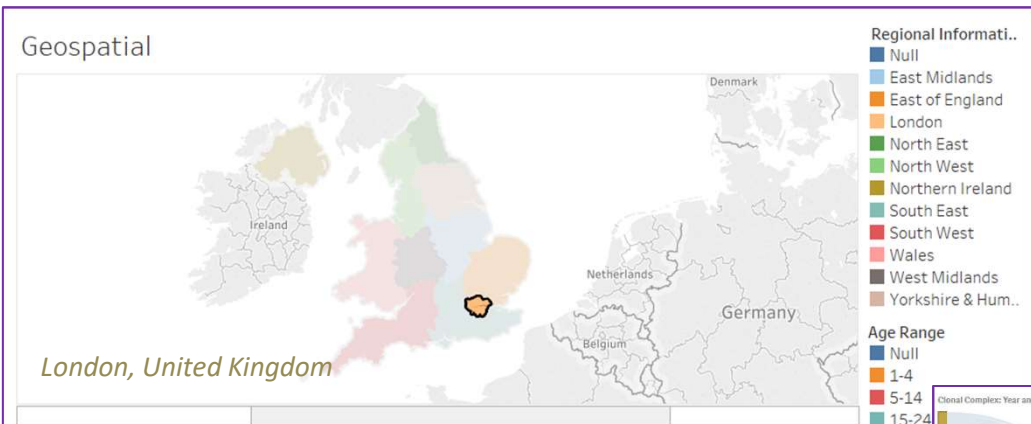 Geospatial
Denmark
Ireland
Netherlands
Germany
Belgium
London, United Kingdom
Regional Informati..
Null
East Midlands
East of England
London
North East
North West
Northern Ireland
South East
South West
Wales
West Midlands
Yorkshire & Hum..
Age Range
Null
1-4
5-14
15-24
Clonal Complex: Year an